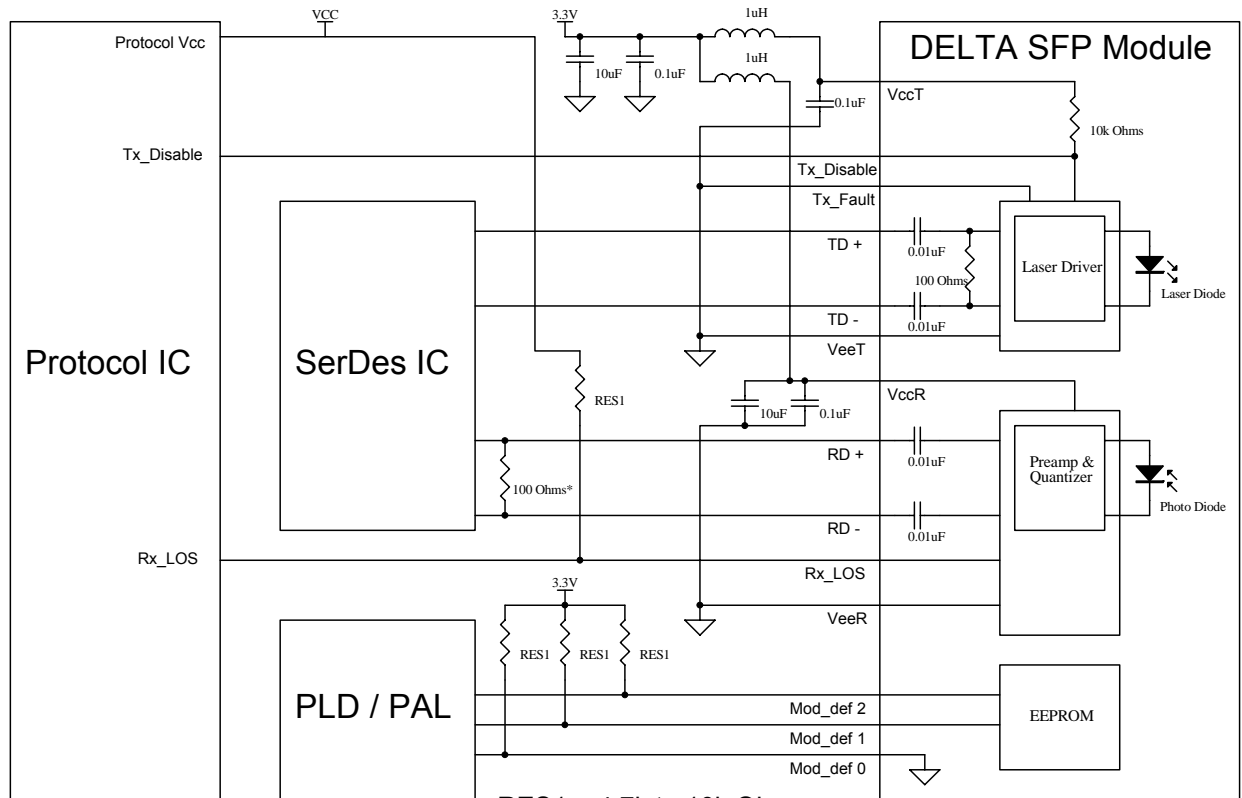 VCC
3.3V
1uH
Protocol Vcc
DELTA SFP Module
1uH
10uF
0.1uF
0.1uF
VccT
10k Ohms
Tx_Disable
Tx_Disable
Tx_Fault
TD +
0.01uF
Laser Driver
100 Ohms
Laser Diode
TD -
0.01uF
VeeT
Protocol IC
SerDes IC
RES1
VccR
10uF
0.1uF
RD +
0.01uF
Preamp &
Quantizer
100 Ohms*
Photo Diode
RD -
0.01uF
Rx_LOS
Rx_LOS
3.3V
VeeR
RES1
RES1
RES1
PLD / PAL
Mod_def 2
EEPROM
Mod_def 1
Mod_def 0